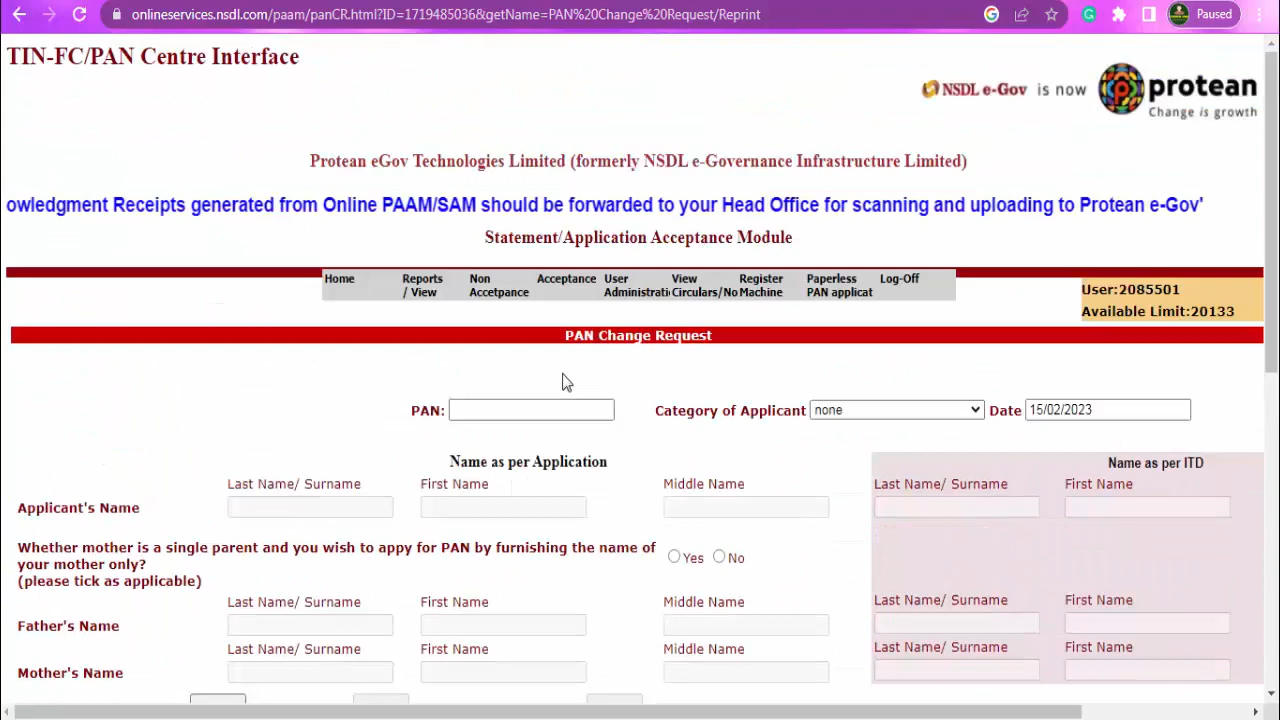 onlineservices.nsdl.com/paam/panCR.html?ID=1719485036&getName=PAN%20Change%20Request/Reprint
Paused
TIN-FC/PAN Centre Interface
NSDL e-Gov is now protean
Change is growth
Protean eGov Technologies Limited (formerly NSDL e-Governance Infrastructure Limited)
owledgment Receipts generated from Online PAAM/SAM should be forwarded to your Head Office for scanning and uploading to Protean e-Gov'
Statement/Application Acceptance Module
Home Reports Non Acceptance User View Register Paperless Log-Off
/ View Accetpance Administrati Circulars/No Machine PAN applicat
User:2085501
Available Limit:20133
PAN Change Request
PAN: Category of Applicant none Date 15/02/2023
Name as per Application Name as per ITD
Last Name/ Surname First Name Middle Name Last Name/ Surname First Name
Applicant's Name
Whether mother is a single parent and you wish to appy for PAN by furnishing the name of
your mother only? Yes No
(please tick as applicable)
Last Name/ Surname First Name Middle Name Last Name/ Surname First Name
Father's Name
Last Name/ Surname First Name Middle Name Last Name/ Surname First Name
Mother's Name